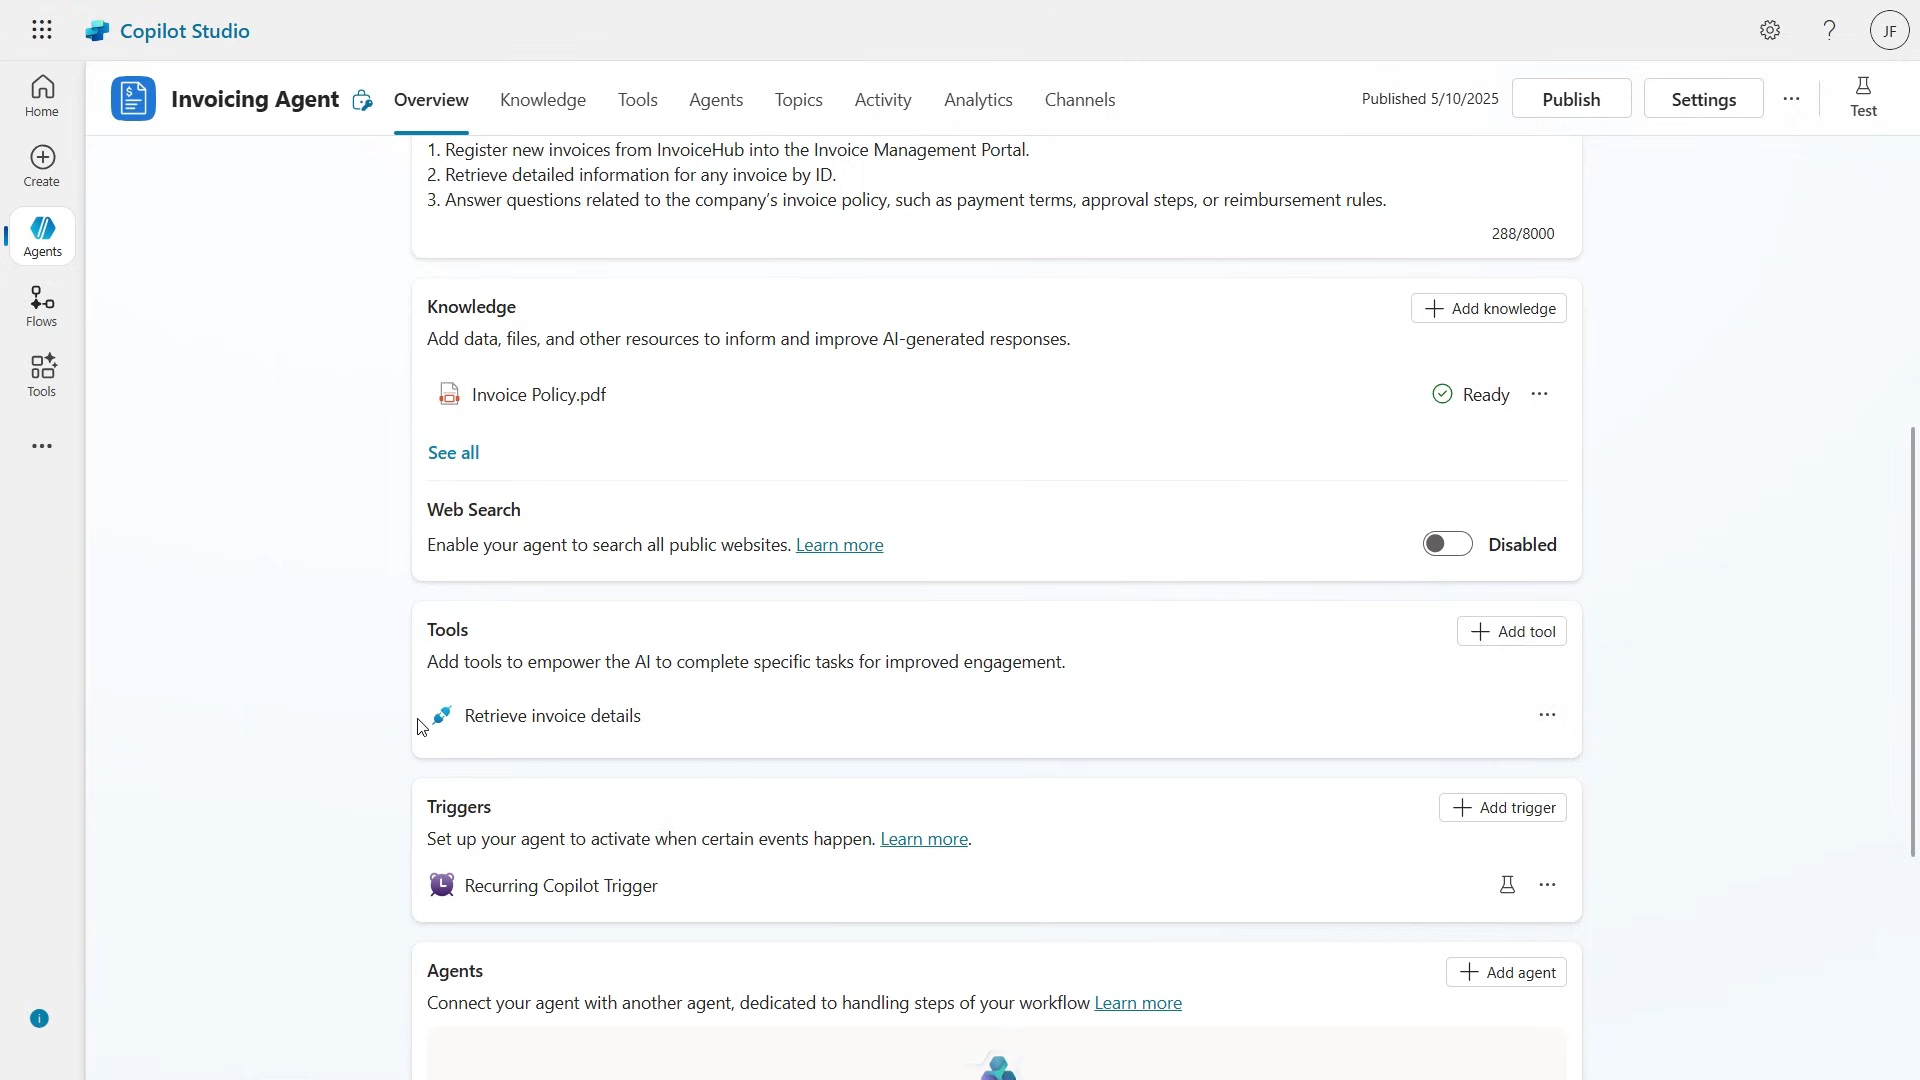 Copilot Studio
?
JF
Invoicing Agent
Overview
Knowledge
Tools
Agents
Topics
Activity
Analytics
Channels
Published 5/10/2025
Publish
Settings
Test
Home
Create
Agents
Flows
Tools
1. Register new invoices from InvoiceHub into the Invoice Management Portal.
2. Retrieve detailed information for any invoice by ID.
3. Answer questions related to the company's invoice policy, such as payment terms, approval steps, or reimbursement rules.
288/8000
Knowledge
Add knowledge
Add data, files, and other resources to inform and improve AI-generated responses.
Invoice Policy.pdf
Ready
See all
Web Search
Enable your agent to search all public websites. Learn more
Disabled
Tools
Add tool
Add tools to empower the AI to complete specific tasks for improved engagement.
Retrieve invoice details
Triggers
Add trigger
Set up your agent to activate when certain events happen. Learn more.
Recurring Copilot Trigger
Agents
Add agent
Connect your agent with another agent, dedicated to handling steps of your workflow Learn more